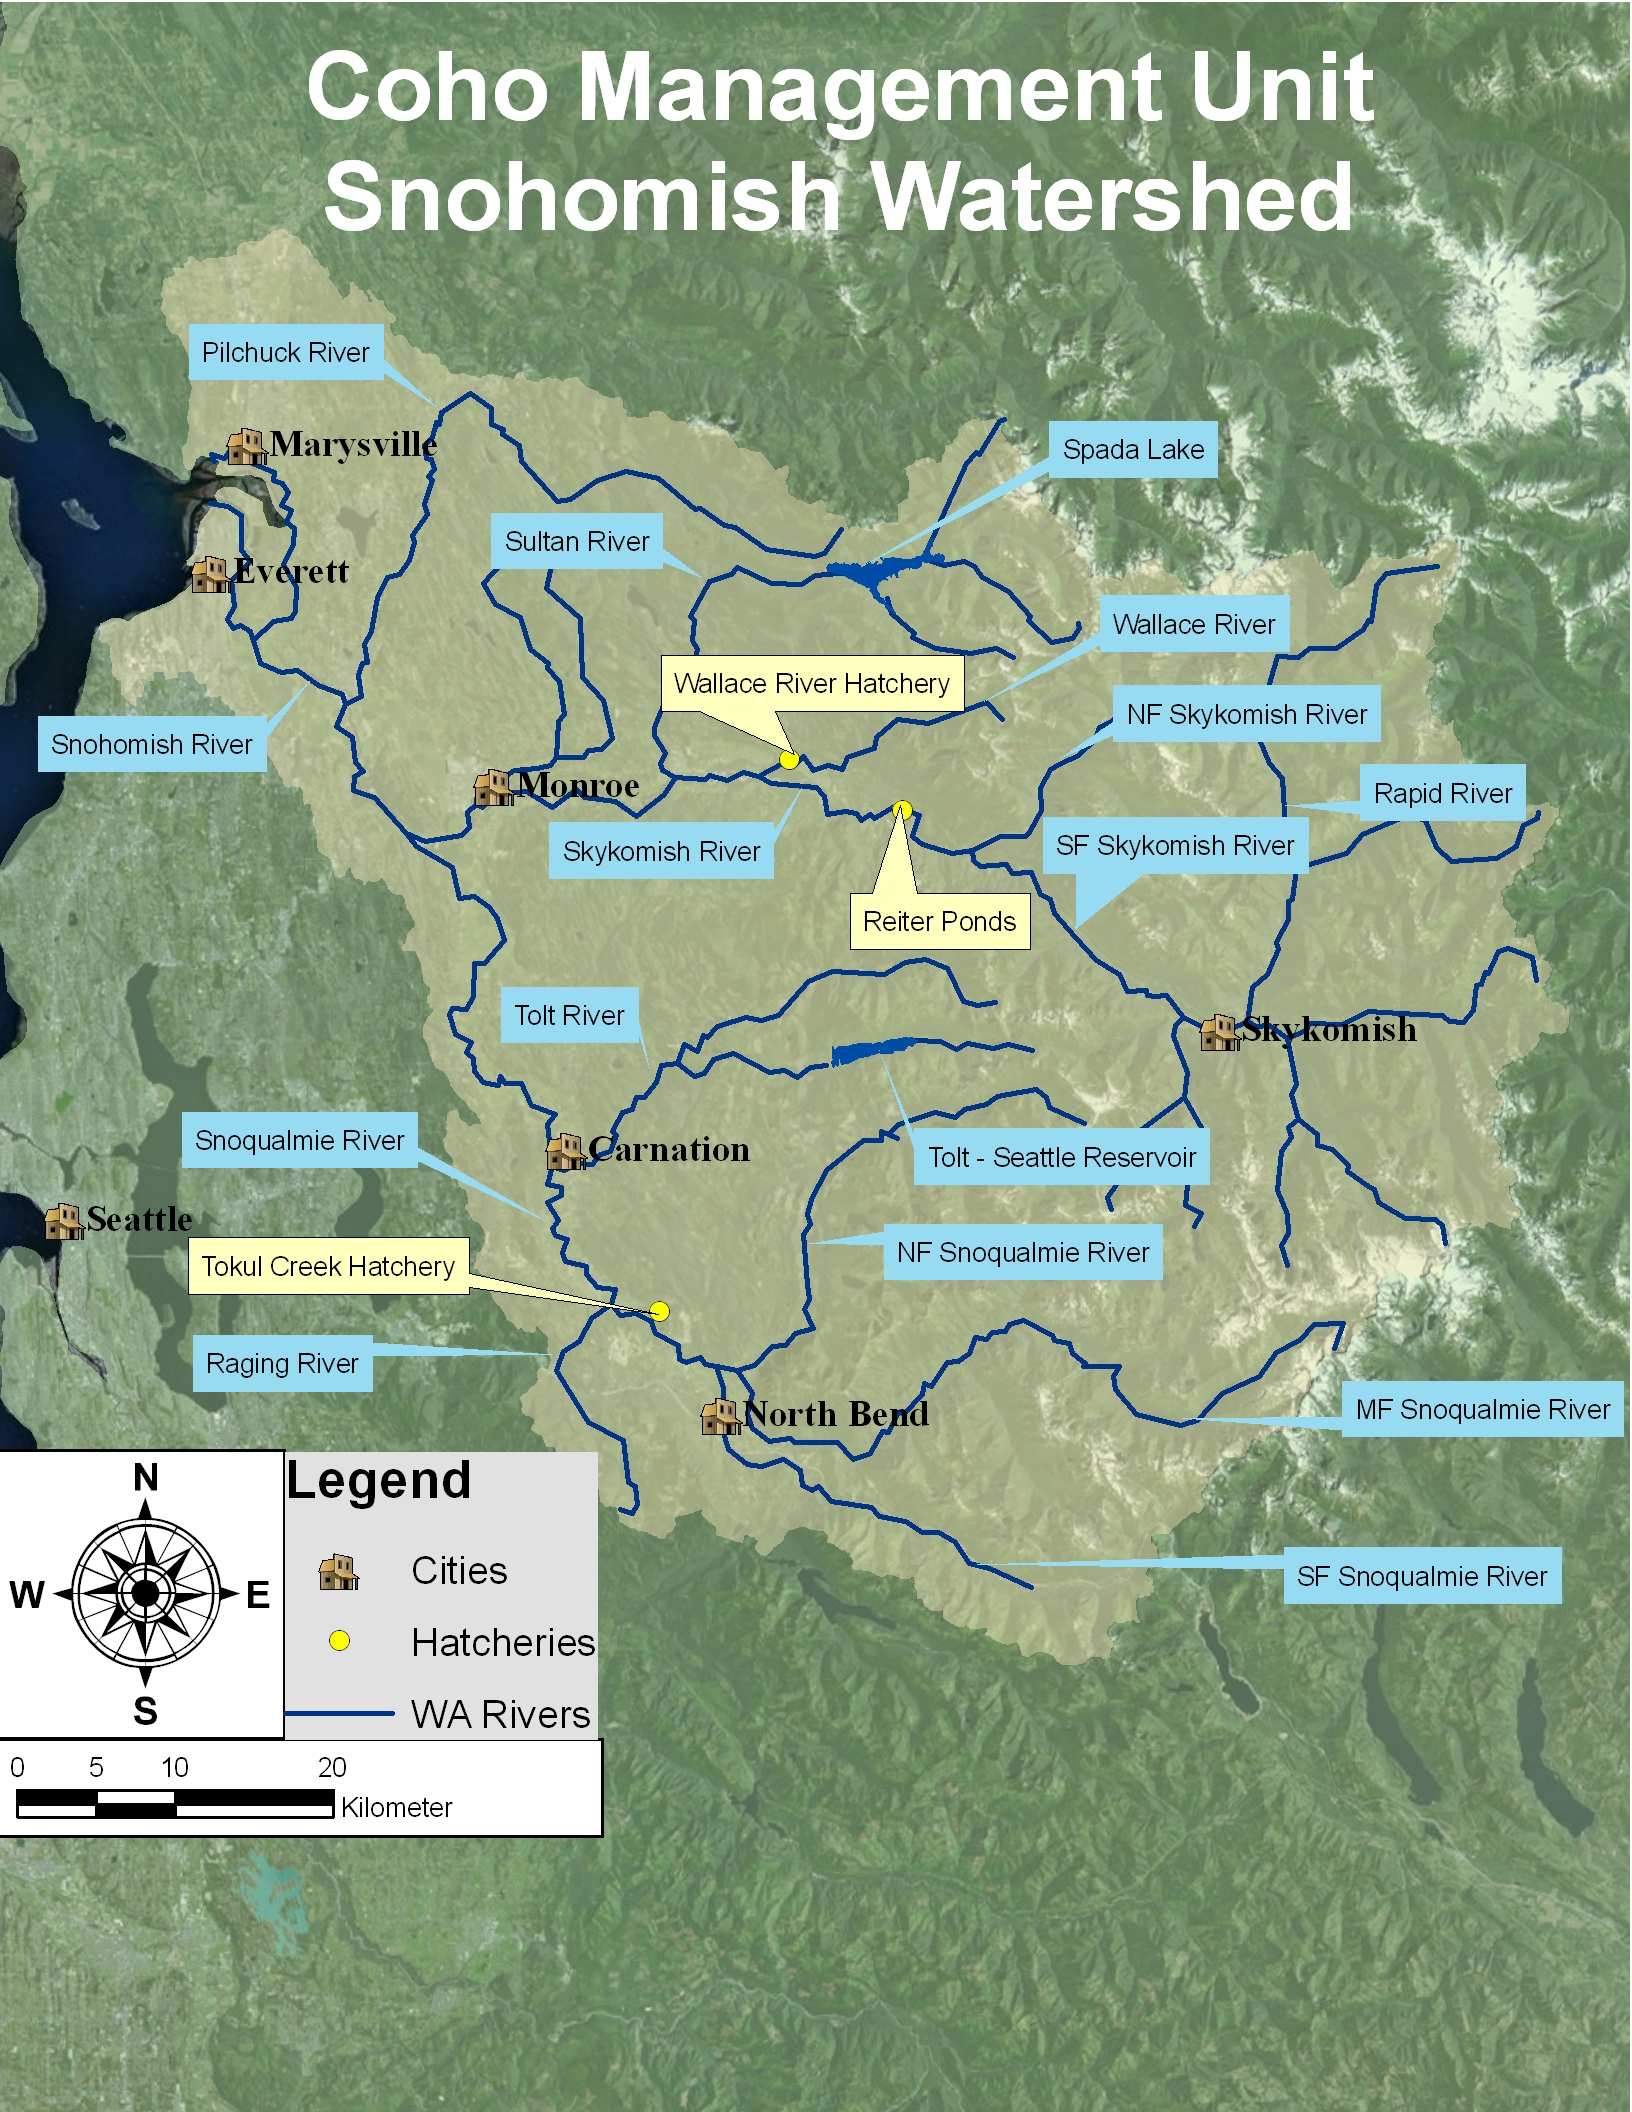 Coho Management Unit
Snohomish Watershed
Pilchuck River
Marysville
Spada Lake
Sultan River
Everett
Wallace River
Wallace River Hatchery
NF Skykomish River
Snohomish River
Monroe
Rapid River
Skykomish River
SF Skykomish River
Reiter Ponds
Tolt River
Skykomish
Snoqualmie River
Carnation
Tolt - Seattle Reservoir
Seattle
NF Snoqualmie River
Tokul Creek Hatchery
Raging River
North Bend
MF Snoqualmie River
SF Snoqualmie River
N
W
E
S
Legend
Cities
Hatcheries
WA Rivers
0 5 10 20
Kilometer